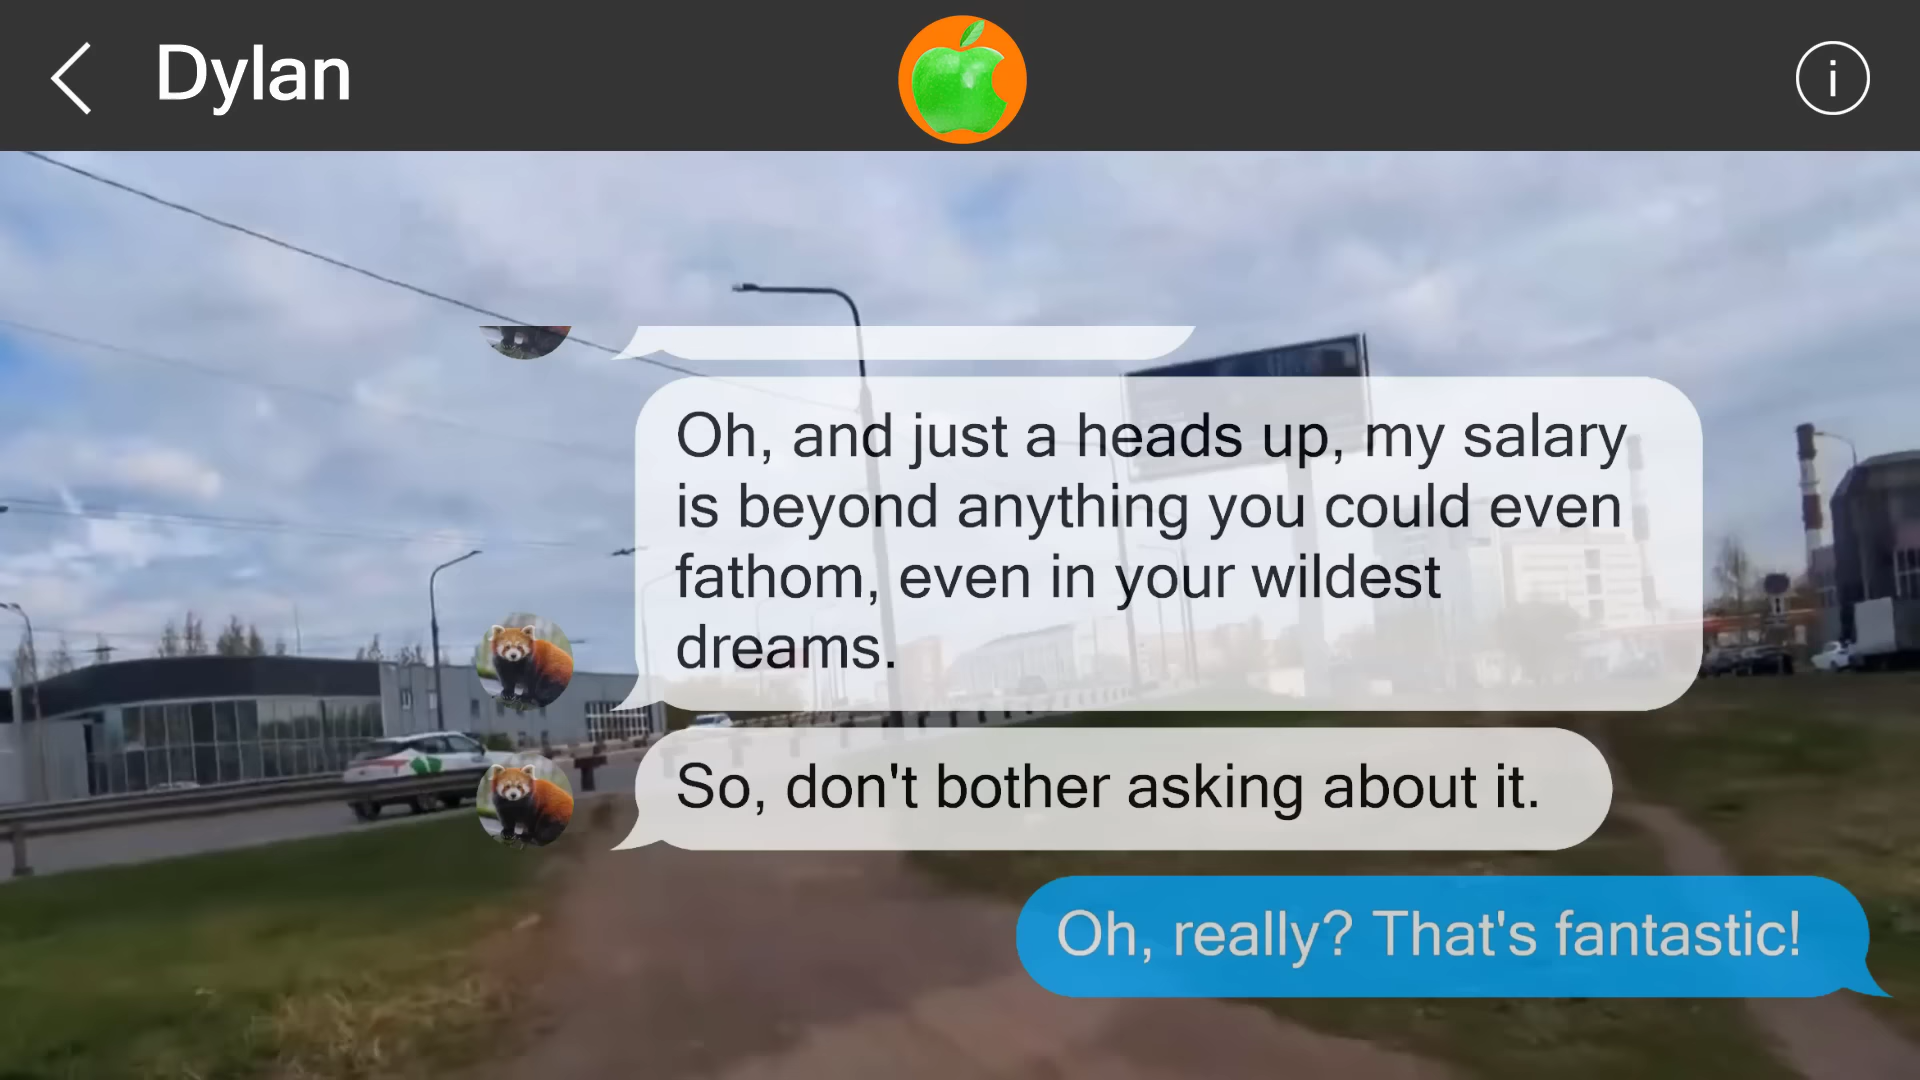 Dylan
Oh, and just a heads up, my salary
is beyond anything you could even
fathom, even in your wildest
dreams.
So, don't bother asking about it.
Oh, really? That's fantastic!